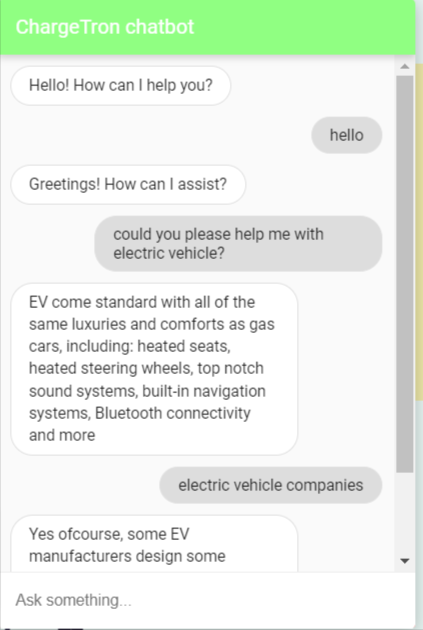 ChargeTron chatbot
Hello! How can I help you?
hello
Greetings! How can I assist?
could you please help me with
electric vehicle?
EV come standard with all of the
same luxuries and comforts as gas
cars, including: heated seats,
heated steering wheels, top notch
sound systems, built-in navigation
systems, Bluetooth connectivity
and more
electric vehicle companies
Yes ofcourse, some EV
manufacturers design some
Ask something...